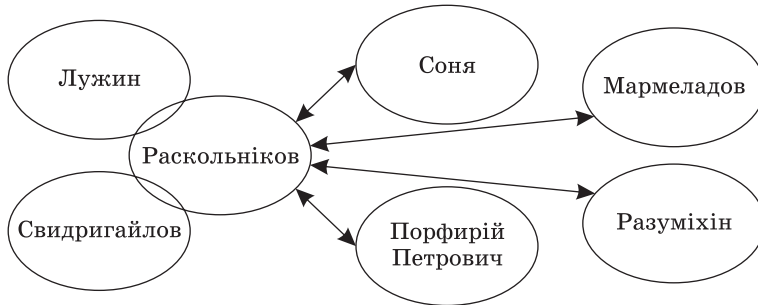 Лужин
Соня
Мармеладов
Раскольніков
Свидригайлов
Порфирій
Петрович
Разуміхін